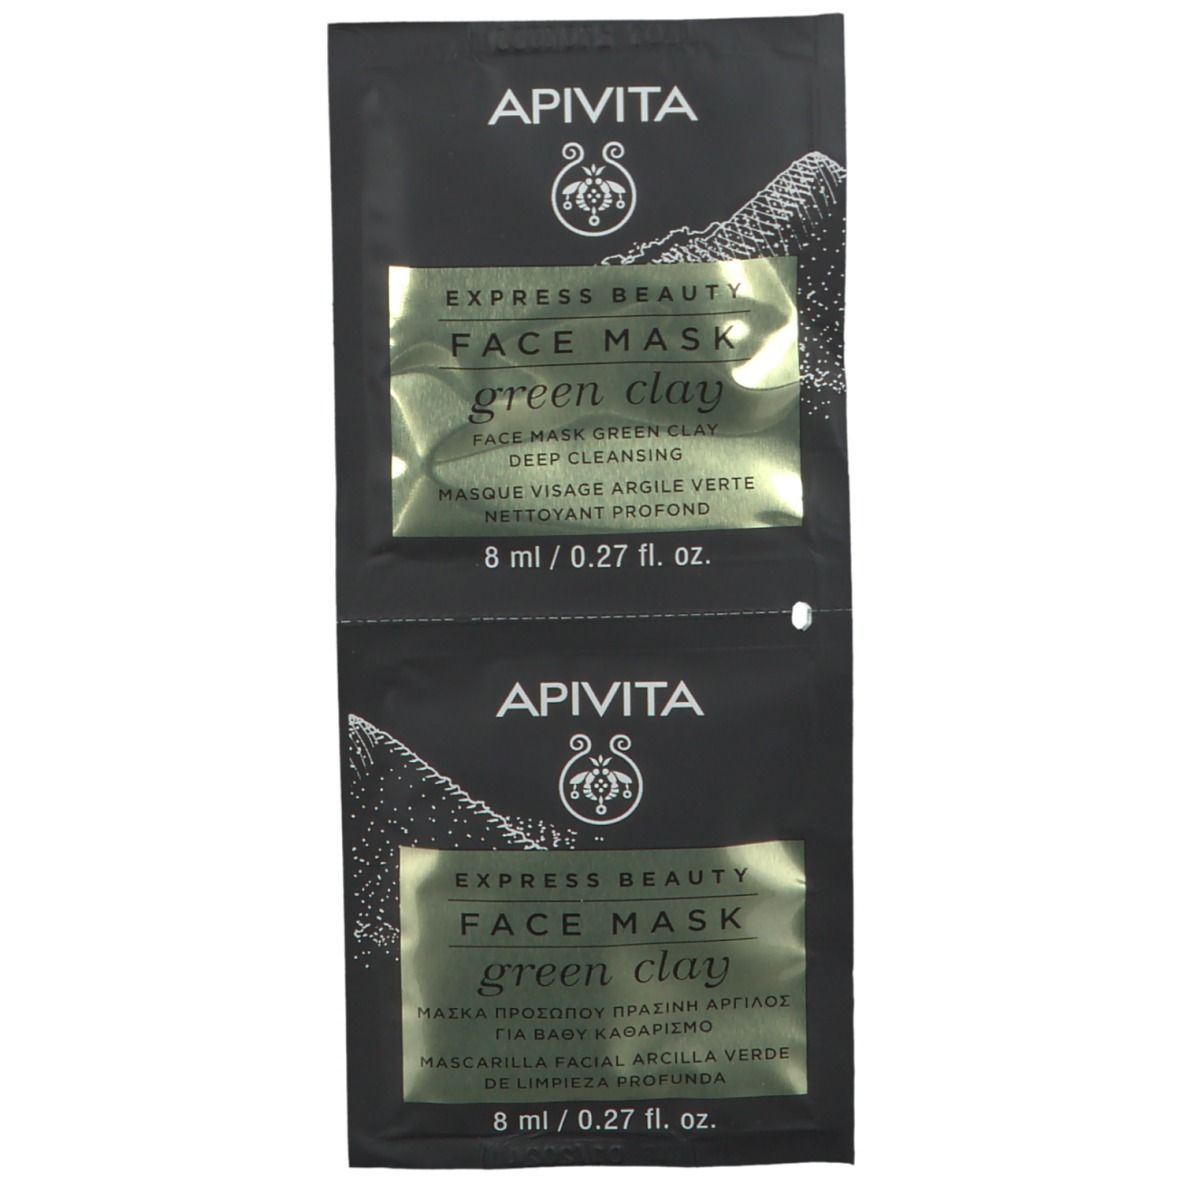 APIVITA
EXPRESS BEAUTY
FACE MASK
green clay
FACE MASK GREEN CLAY
DEEP CLEANSING
MASQUE VISAGE ARGILE VERTE
NETTOYANT PROFOND
8 ml / 0.27 fl. oz.
APIVITA
EXPRESS BEAUTY
FACE MASK
green clay
ΜΑΣΚΑ ΠΡΟΣΩΠΟΥ ΠΡΑΣΙΝΗ ΑΡΓΙΛΟΣ
ΓΙΑ ΒΑΘΥ ΚΑΘΑΡΙΣΜΟ
MASCARILLA FACIAL ARCILLA VERDE
DE LIMPIEZA PROFUNDA
8 ml / 0.27 fl. oz.